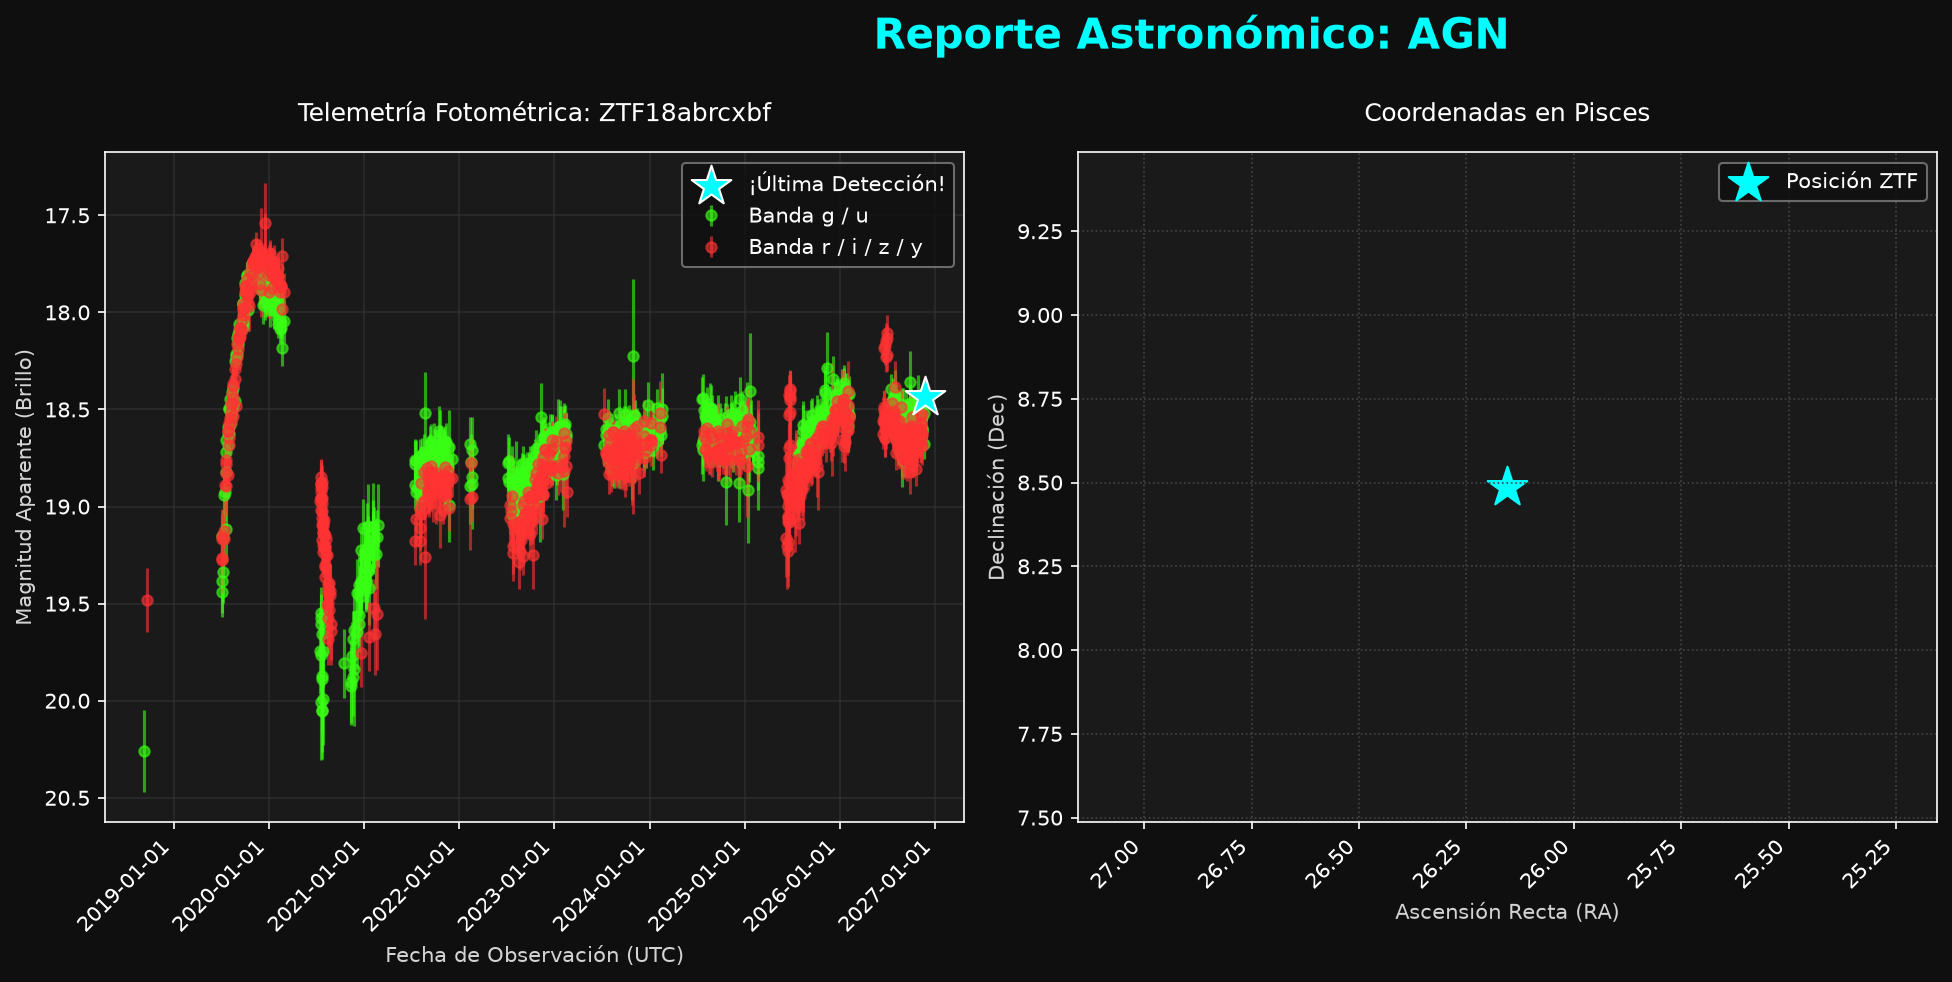 Reporte Astronómico: AGN
Telemetría Fotométrica: ZTF18abrcxbf
¡Última Detección!
Banda g / u
Banda r / i / z / y
Magnitud Aparente (Brillo)
17.5
18.0
18.5
19.0
19.5
20.0
20.5
2019-01-01
2020-01-01
2021-01-01
2022-01-01
2023-01-01
2024-01-01
2025-01-01
2026-01-01
2027-01-01
Fecha de Observación (UTC)
Coordenadas en Pisces
Posición ZTF
Declinación (Dec)
9.25
9.00
8.75
8.50
8.25
8.00
7.75
7.50
27.00
26.75
26.50
26.25
26.00
25.75
25.50
25.25
Ascensión Recta (RA)